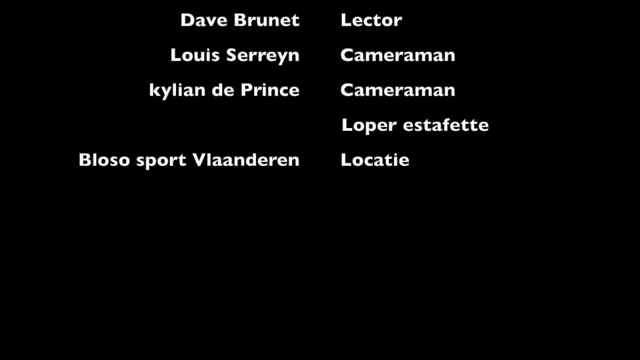 Dave Brunet Lector
Louis Serreyn Cameraman
kylian de Prince Cameraman
Loper estafette
Bloso sport Vlaanderen Locatie